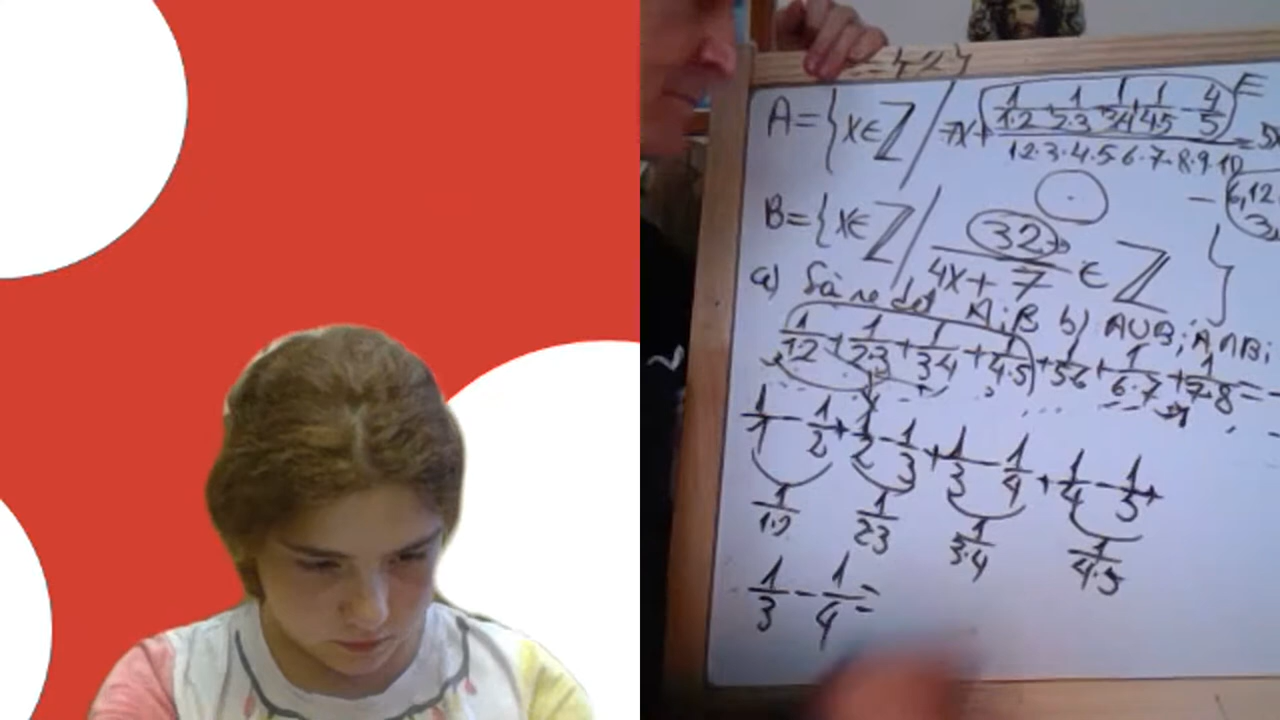 A={x∈ℤ / 7x+ (1/1·2+1/2·3+1/3·4+1/4·5-4/5)/(1·2·3·4·5·6·7·8·9·10 = 5x
B={x∈ℤ / 32/(4x+7) ∈ ℤ }
a) Să se det A;B b) A∪B; A∩B;
1/1·2+1/2·3+1/3·4+1/4·5+1/5·6+1/6·7+1/7·8=
1/1-1/2+1/2-1/3+1/3-1/4+1/4-1/5+
1/1·2 1/2·3 1/3·4 1/4·5
1/3-1/4=